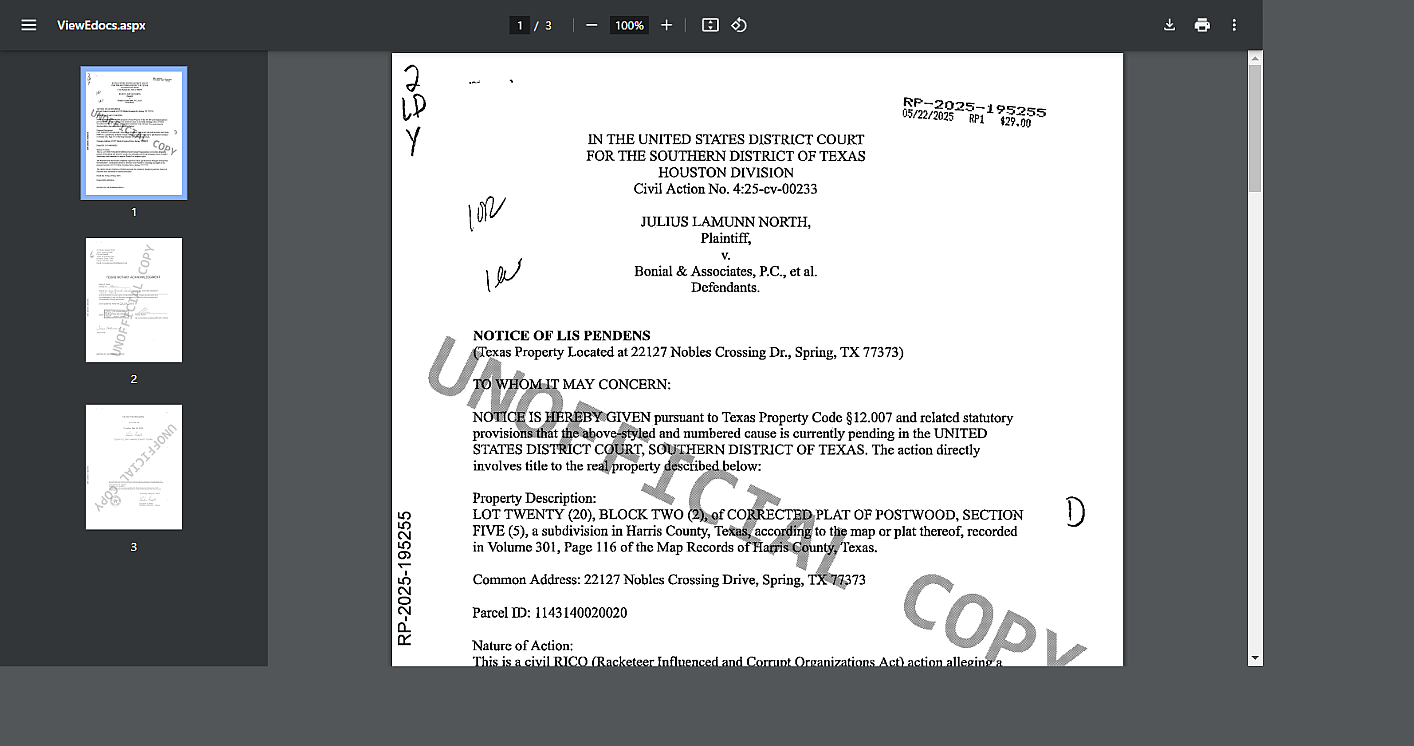 ViewEdocs.aspx
1 / 3
100%
1
2
3
2
LD
Y
RP-2025-195255
05/22/2025 RP1 $29.00
IN THE UNITED STATES DISTRICT COURT
FOR THE SOUTHERN DISTRICT OF TEXAS
HOUSTON DIVISION
Civil Action No. 4:25-cv-00233
JULIUS LAMUNN NORTH,
Plaintiff,
v.
Bonial & Associates, P.C., et al.
Defendants.
NOTICE OF LIS PENDENS
(Texas Property Located at 22127 Nobles Crossing Dr., Spring, TX 77373)
TO WHOM IT MAY CONCERN:
NOTICE IS HEREBY GIVEN pursuant to Texas Property Code §12.007 and related statutory
provisions that the above-styled and numbered cause is currently pending in the UNITED
STATES DISTRICT COURT, SOUTHERN DISTRICT OF TEXAS. The action directly
involves title to the real property described below:
Property Description:
LOT TWENTY (20), BLOCK TWO (2), of CORRECTED PLAT OF POSTWOOD, SECTION
FIVE (5), a subdivision in Harris County, Texas, according to the map or plat thereof, recorded
in Volume 301, Page 116 of the Map Records of Harris County, Texas.
D
Common Address: 22127 Nobles Crossing Drive, Spring, TX 77373
Parcel ID: 1143140020020
Nature of Action:
This is a civil RICO (Racketeer Influenced and Corrupt Organizations Act) action alleging a
RP-2025-195255
UNOFFICIAL COPY